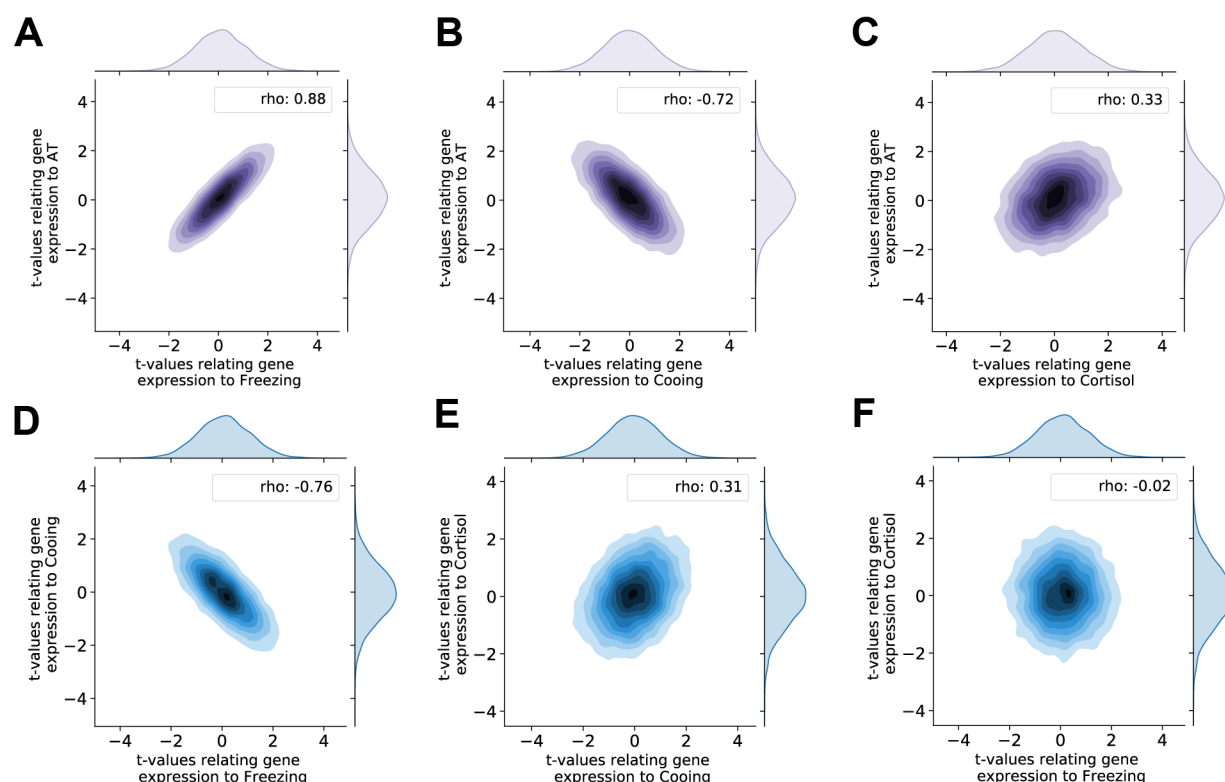 A
B
C
rho: 0.88
rho: -0.72
rho: 0.33
t-values relating gene
expression to AT
t-values relating gene
expression to AT
t-values relating gene
expression to AT
4
2
0
−2
−4
4
2
0
−2
−4
4
2
0
−2
−4
−4 −2 0 2 4
−4 −2 0 2 4
−4 −2 0 2 4
t-values relating gene
expression to Freezing
t-values relating gene
expression to Cooing
t-values relating gene
expression to Cortisol
D
E
F
rho: -0.76
rho: 0.31
rho: -0.02
t-values relating gene
expression to Cooing
t-values relating gene
expression to Cortisol
t-values relating gene
expression to Cortisol
4
2
0
−2
−4
4
2
0
−2
−4
4
2
0
−2
−4
−4 −2 0 2 4
−4 −2 0 2 4
−4 −2 0 2 4
t-values relating gene
expression to Freezing
t-values relating gene
expression to Cooing
t-values relating gene
expression to Freezing